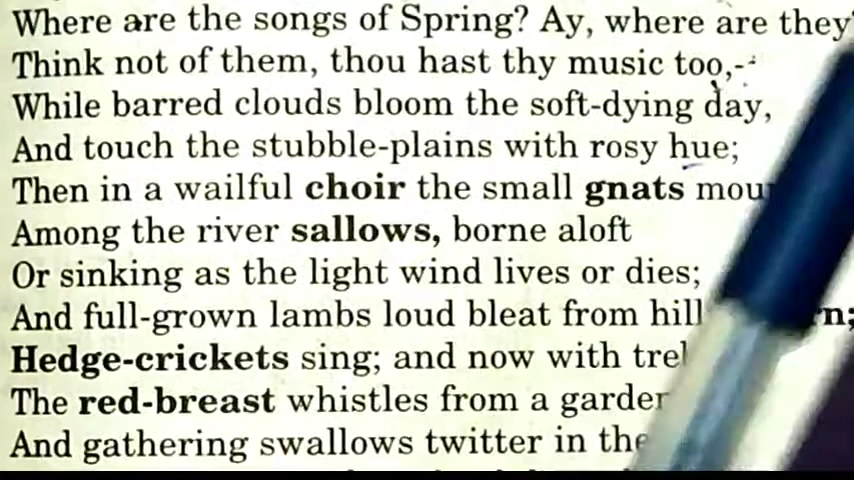 Where are the songs of Spring? Ay, where are they
Think not of them, thou hast thy music too,-
While barred clouds bloom the soft-dying day,
And touch the stubble-plains with rosy hue;
Then in a wailful choir the small gnats
Among the river sallows, borne aloft
Or sinking as the light wind lives or dies;
And full-grown lambs loud bleat from
Hedge-crickets sing; and now with
The red-breast whistles from a
And gathering swallows twitter in the